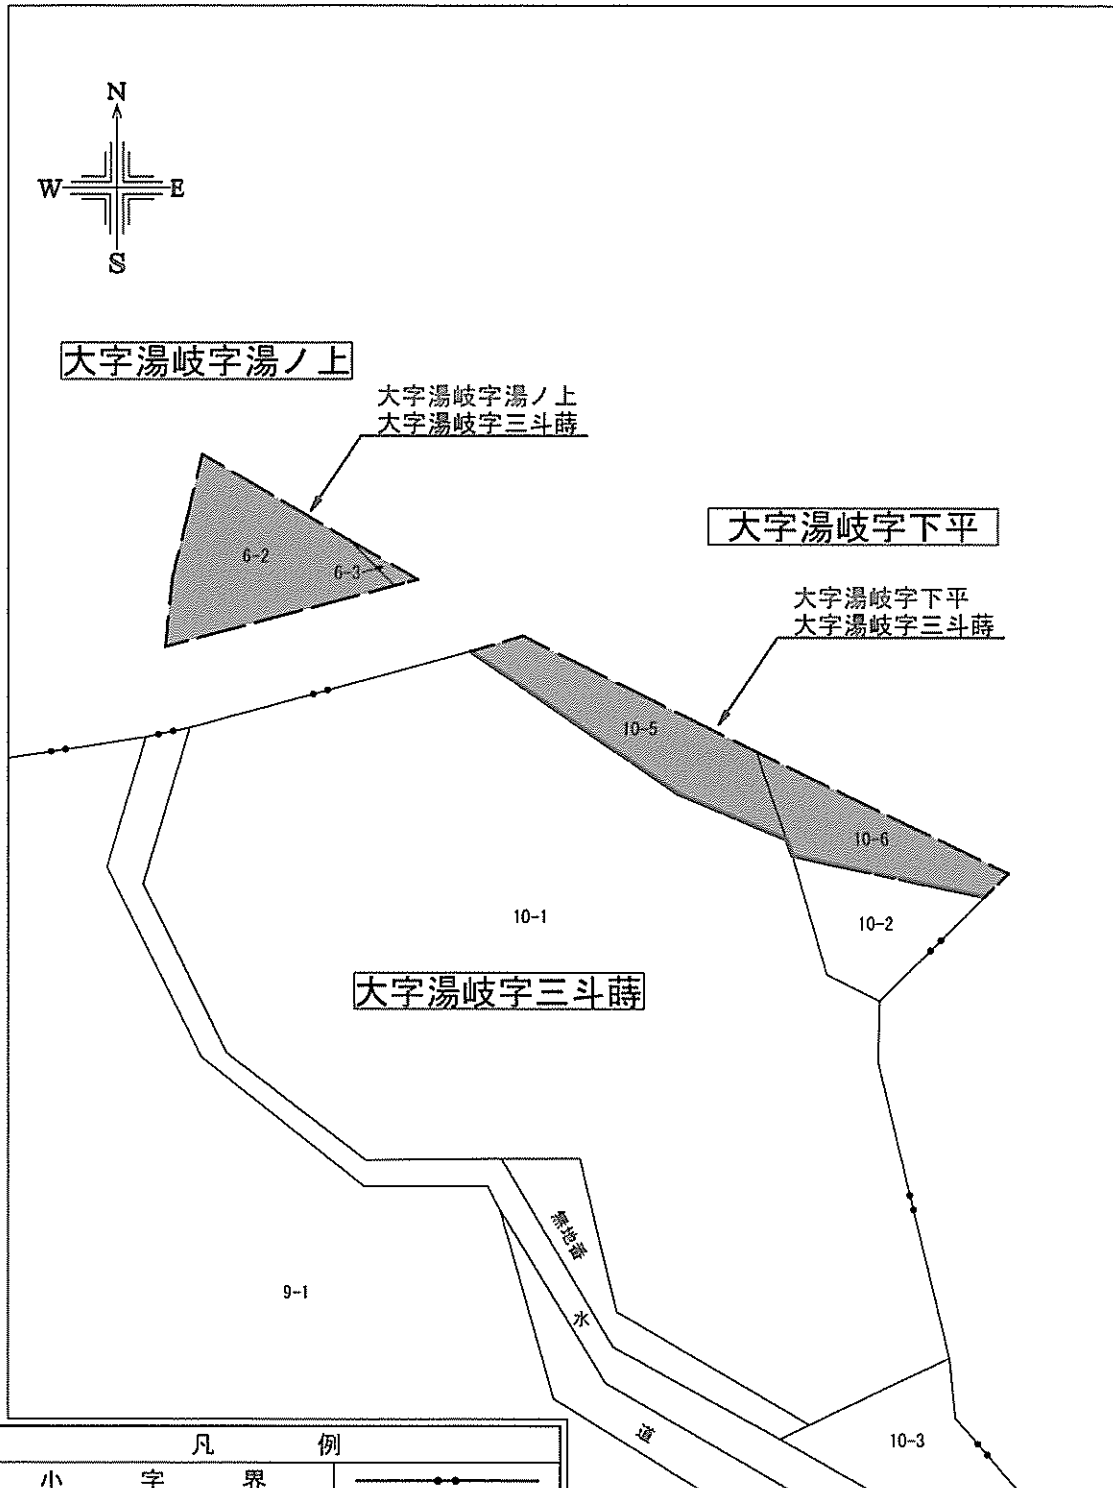 N
W E
S
大字湯岐字湯ノ上
大字湯岐字湯ノ上
大字湯岐字三斗蒔
6-2
6-3
大字湯岐字下平
大字湯岐字下平
大字湯岐字三斗蒔
10-5
10-6
10-1
10-2
大字湯岐字三斗蒔
無地番
9-1
水
道
10-3
凡 例
小 字 界